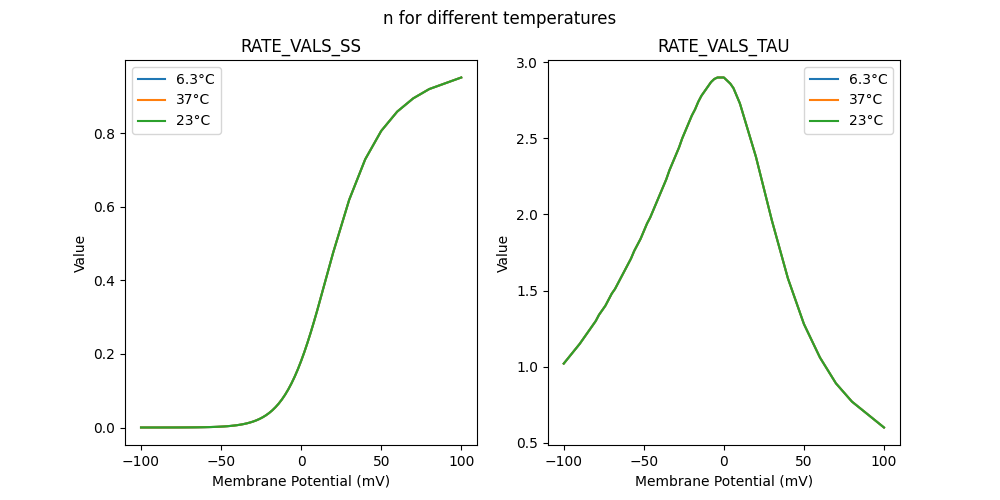 n for different temperatures
RATE_VALS_SS
6.3°C
37°C
23°C
Value
0.8
0.6
0.4
0.2
0.0
−100
−50
0
50
100
Membrane Potential (mV)
RATE_VALS_TAU
6.3°C
37°C
23°C
Value
3.0
2.5
2.0
1.5
1.0
0.5
−100
−50
0
50
100
Membrane Potential (mV)